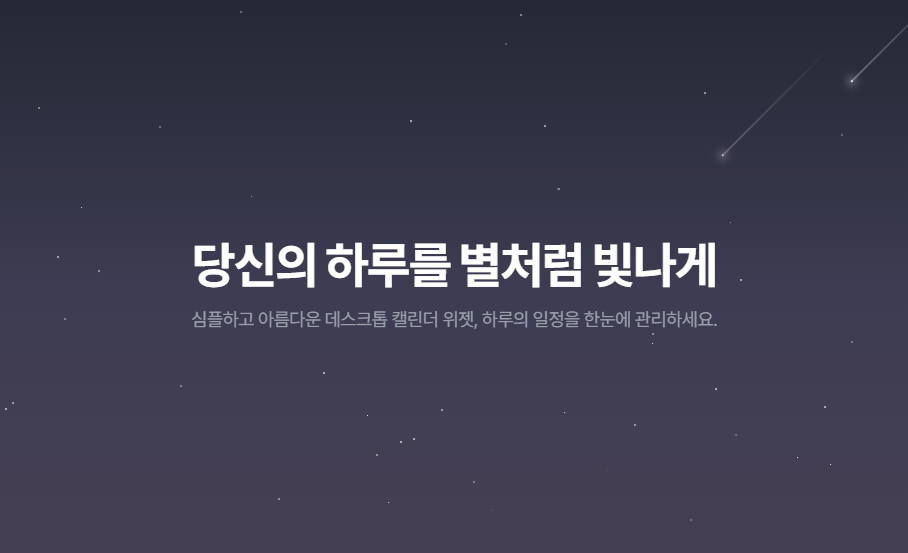 당신의 하루를 별처럼 빛나게
심플하고 아름다운 데스크톱 캘린더 위젯, 하루의 일정을 한눈에 관리하세요.